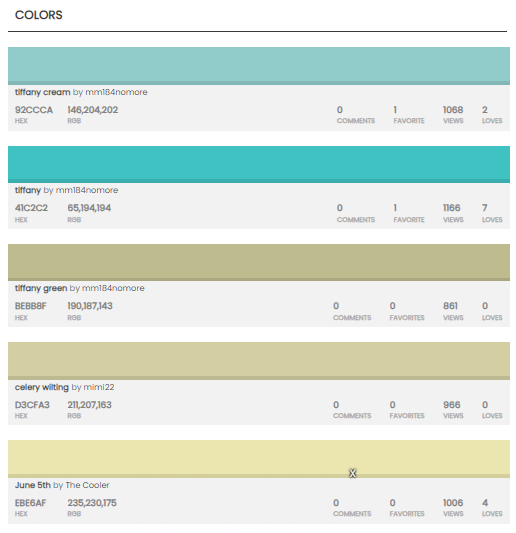 COLORS
tiffany cream by mm184nomore
92CCCA 146,204,202 0 1 1068 2
HEX RGB COMMENTS FAVORITE VIEWS LOVES
tiffany by mm184nomore
41C2C2 65,194,194 0 1 1166 7
HEX RGB COMMENTS FAVORITE VIEWS LOVES
tiffany green by mm184nomore
BEBB8F 190,187,143 0 0 861 0
HEX RGB COMMENTS FAVORITES VIEWS LOVES
celery wilting by mimi22
D3CFA3 211,207,163 0 0 966 0
HEX RGB COMMENTS FAVORITES VIEWS LOVES
X
June 5th by The Cooler
EBE6AF 235,230,175 0 0 1006 4
HEX RGB COMMENTS FAVORITES VIEWS LOVES